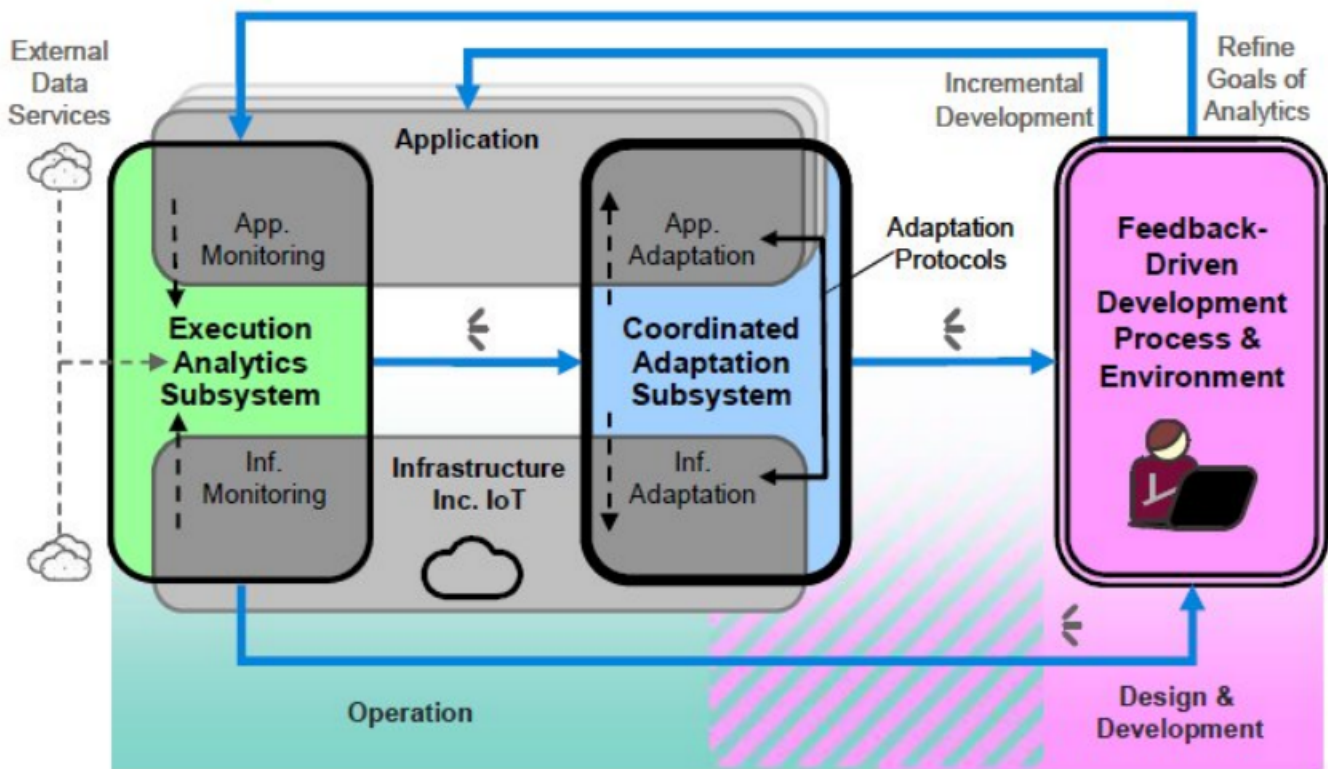 External
Data
Services
Refine
Goals of
Analytics
Incremental
Development
Application
App.
Monitoring
App.
Adaptation
Adaptation
Protocols
Feedback-
Driven
Development
Process &
Environment
Execution
Analytics
Subsystem
Coordinated
Adaptation
Subsystem
Inf.
Monitoring
Infrastructure
Inc. IoT
Inf.
Adaptation
Operation
Design &
Development